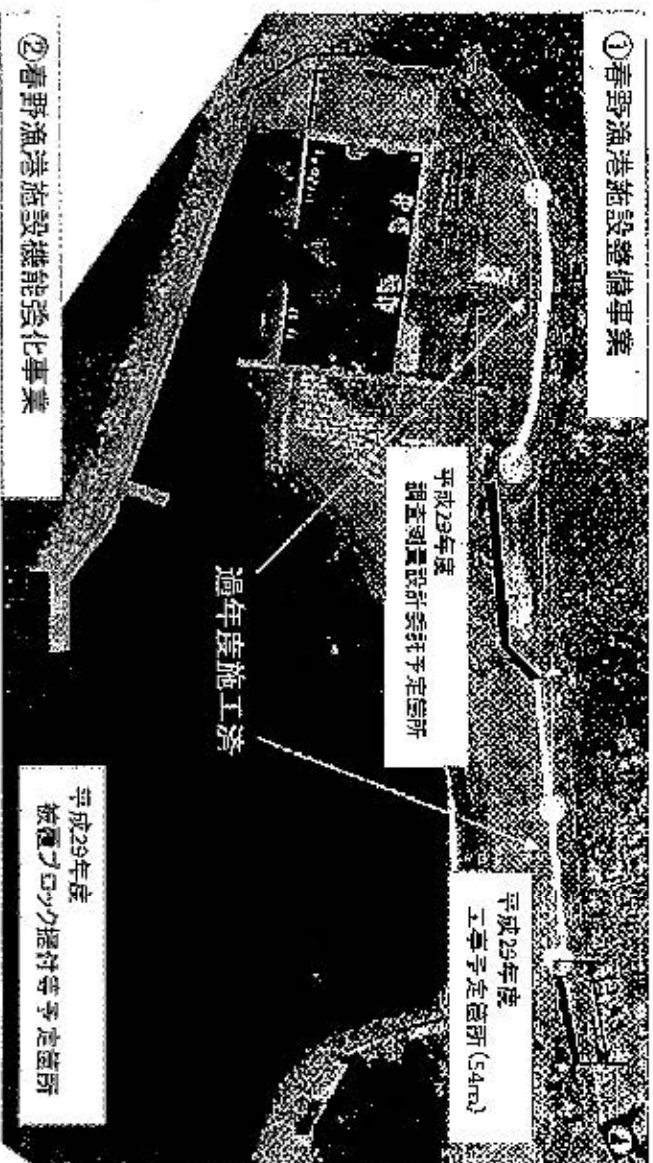 ①春野漁港施設整備事業
平成29年度
調査測量設計委託予定箇所
過年度施工済
平成29年度
工事予定箇所(54m)
②春野漁港施設機能強化事業
平成29年度
被覆ブロック据付等予定箇所